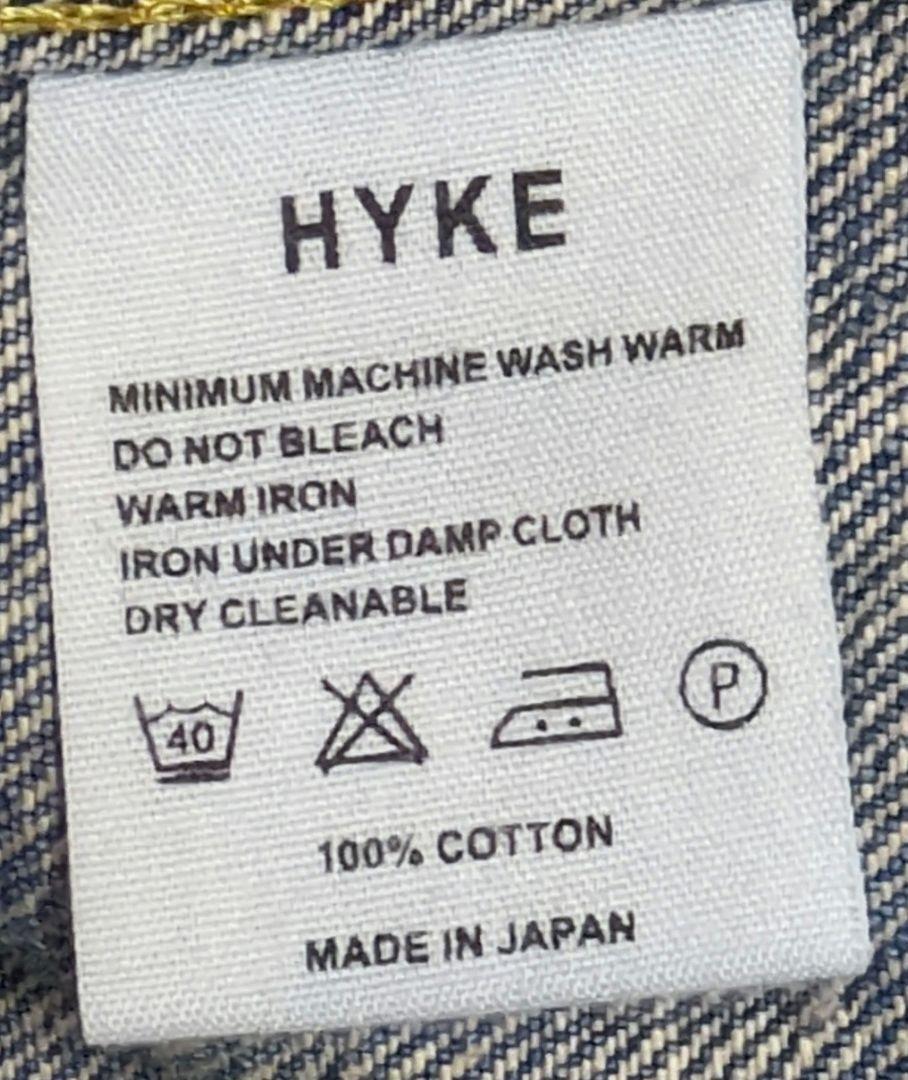 HYKE
MINIMUM MACHINE WASH WARM
DO NOT BLEACH
WARM IRON
IRON UNDER DAMP CLOTH
DRY CLEANABLE
40 P
100% COTTON
MADE IN JAPAN